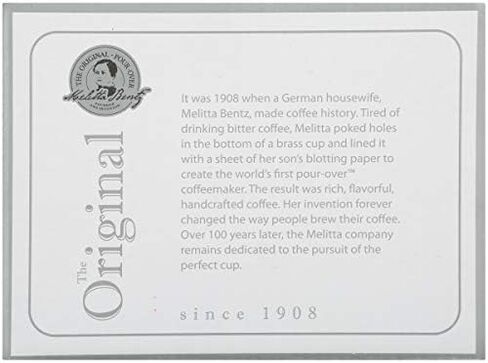 THE ORIGINAL · POUR-OVER
Melitta Bentz
The Original
It was 1908 when a German housewife,
Melitta Bentz, made coffee history. Tired of
drinking bitter coffee, Melitta poked holes
in the bottom of a brass cup and lined it
with a sheet of her son's blotting paper to
create the world's first pour-over™
coffeemaker. The result was rich, flavorful,
handcrafted coffee. Her invention forever
changed the way people brew their coffee.
Over 100 years later, the Melitta company
remains dedicated to the pursuit of the
perfect cup.
since 1908